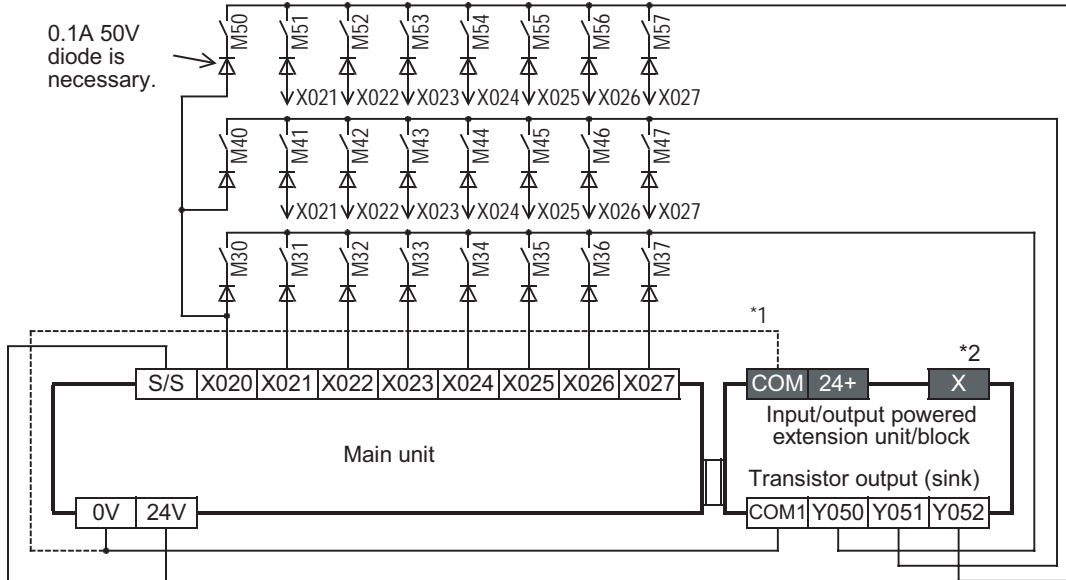 0.1A 50V
diode is
necessary.
M50 M51 M52 M53 M54 M55 M56 M57
X021 X022 X023 X024 X025 X026 X027
M40 M41 M42 M43 M44 M45 M46 M47
X021 X022 X023 X024 X025 X026 X027
M30 M31 M32 M33 M34 M35 M36 M37
*1
*2
S/S X020 X021 X022 X023 X024 X025 X026 X027
COM 24+ X
Input/output powered
extension unit/block
Main unit
Transistor output (sink)
0V 24V
COM1 Y050 Y051 Y052